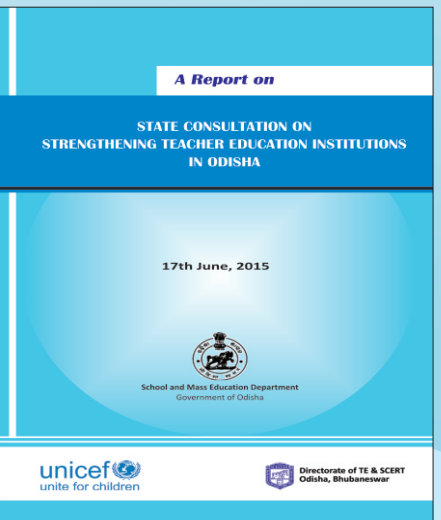 A Report on
STATE CONSULTATION ON
STRENGTHENING TEACHER EDUCATION INSTITUTIONS
IN ODISHA
17th June, 2015
School and Mass Education Department
Government of Odisha
unicef
unite for children
Directorate of TE & SCERT
Odisha, Bhubaneswar